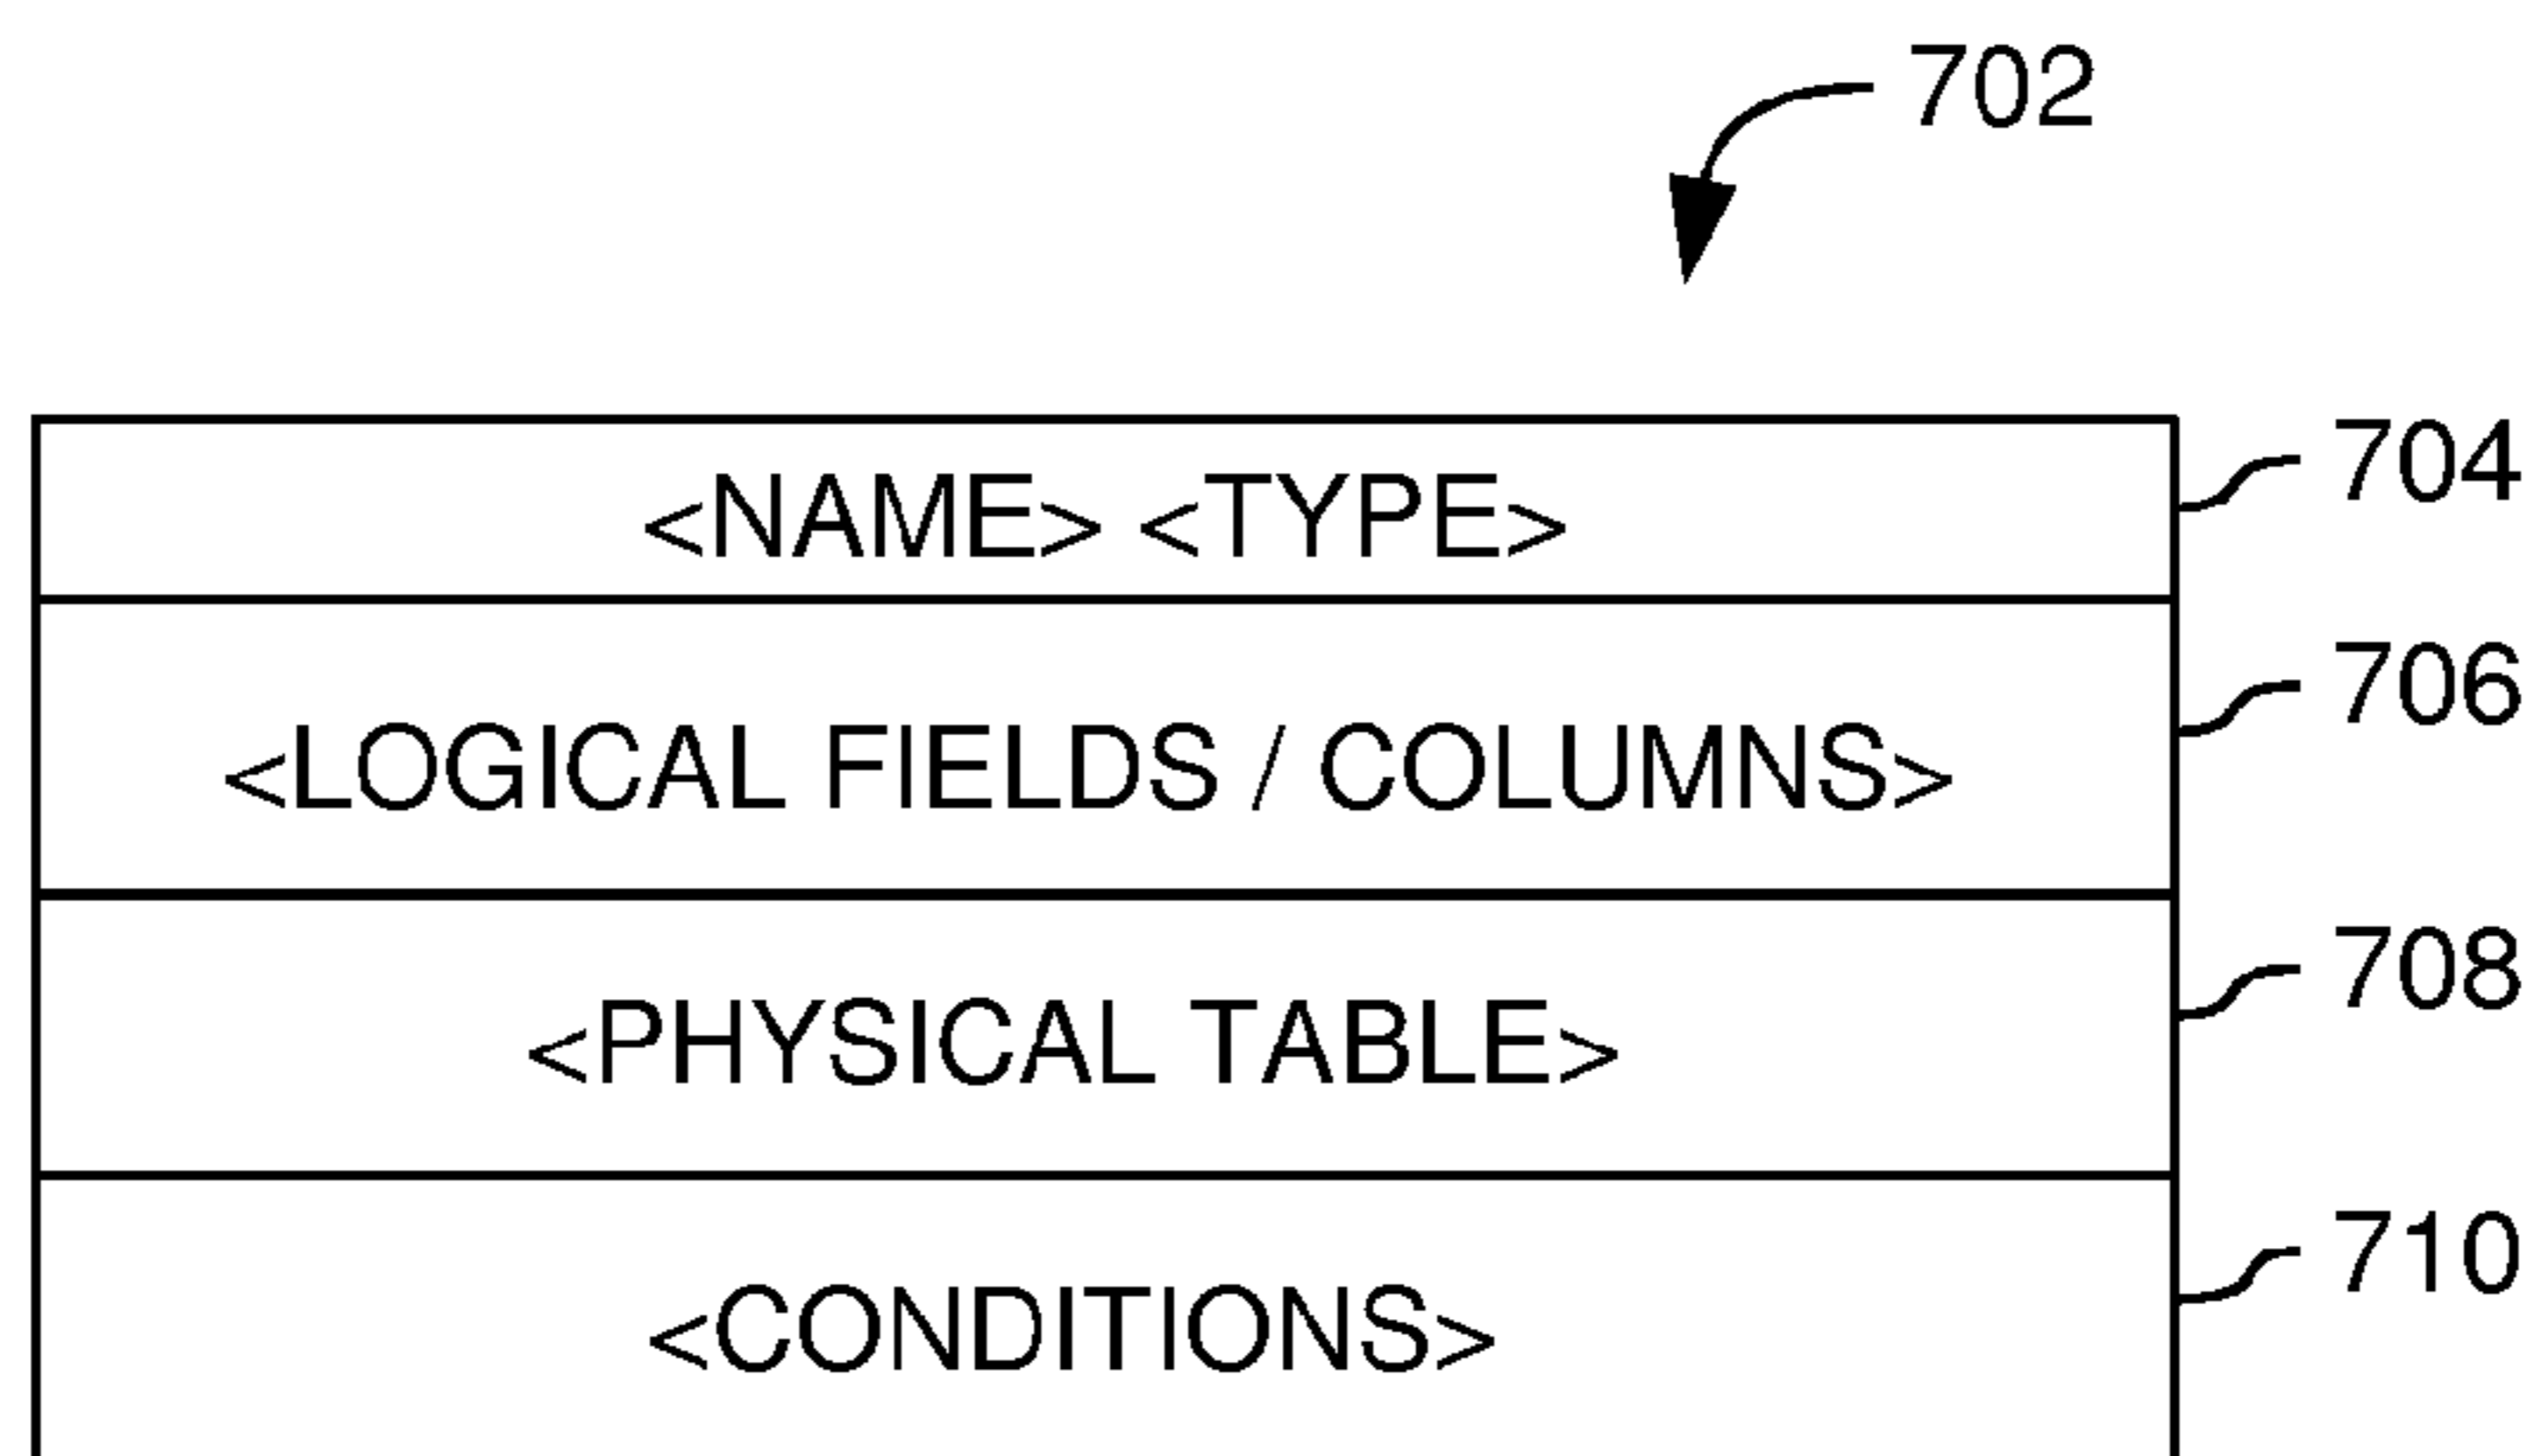 702
<NAME> <TYPE>
704
<LOGICAL FIELDS / COLUMNS>
706
<PHYSICAL TABLE>
708
<CONDITIONS>
710